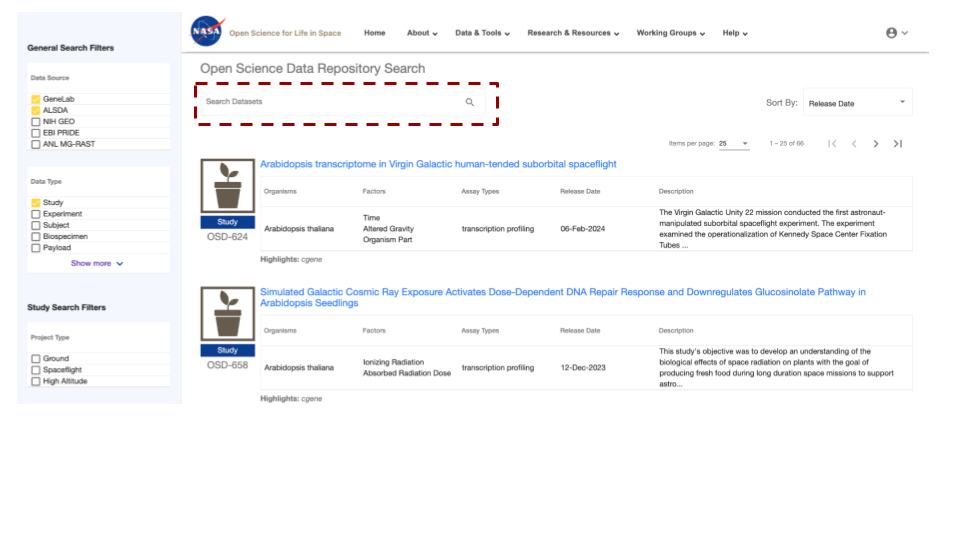 General Search Filters
Data Source
GeneLab
ALSDA
NIH GEO
EBI PRIDE
ANL MG-RAST
Data Type
Study
Experiment
Subject
Biospecimen
Payload
Show more
Study Search Filters
Project Type
Ground
Spaceflight
High Altitude
NASA
Open Science for Life in Space
Home
About
Data & Tools
Research & Resources
Working Groups
Help
Open Science Data Repository Search
Search Datasets
Sort By: Release Date
Items per page: 25
1 – 25 of 66
Arabidopsis transcriptome in Virgin Galactic human-tended suborbital spaceflight
Study
OSD-624
Organisms Factors Assay Types Release Date Description
Arabidopsis thaliana
Time
Altered Gravity
Organism Part
transcription profiling
06-Feb-2024
The Virgin Galactic Unity 22 mission conducted the first astronaut-
manipulated suborbital spaceflight experiment. The experiment
examined the operationalization of Kennedy Space Center Fixation
Tubes ...
Highlights: cgene
Simulated Galactic Cosmic Ray Exposure Activates Dose-Dependent DNA Repair Response and Downregulates Glucosinolate Pathway in
Arabidopsis Seedlings
Study
OSD-658
Organisms Factors Assay Types Release Date Description
Arabidopsis thaliana
Ionizing Radiation
Absorbed Radiation Dose
transcription profiling
12-Dec-2023
This study's objective was to develop an understanding of the
biological effects of space radiation on plants with the goal of
producing fresh food during long duration space missions to support
astro...
Highlights: cgene